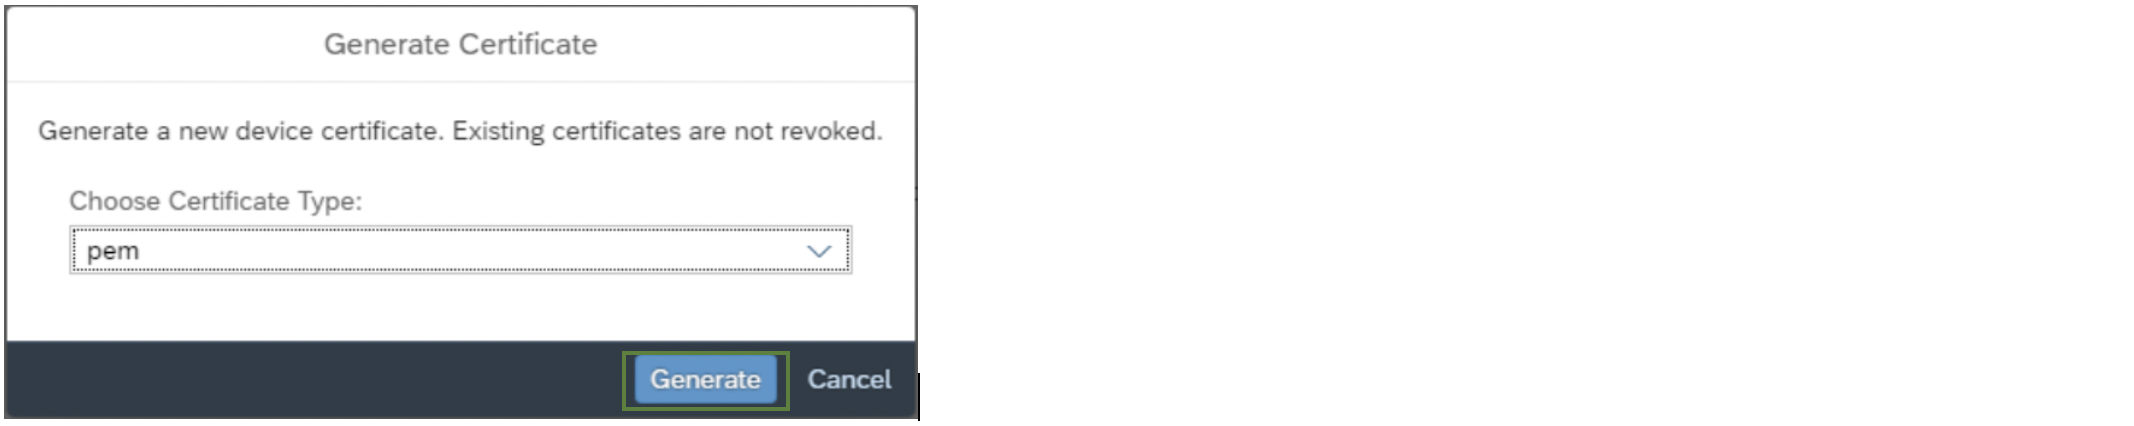 Generate Certificate
Generate a new device certificate. Existing certificates are not revoked.
Choose Certificate Type:
pem
Generate Cancel